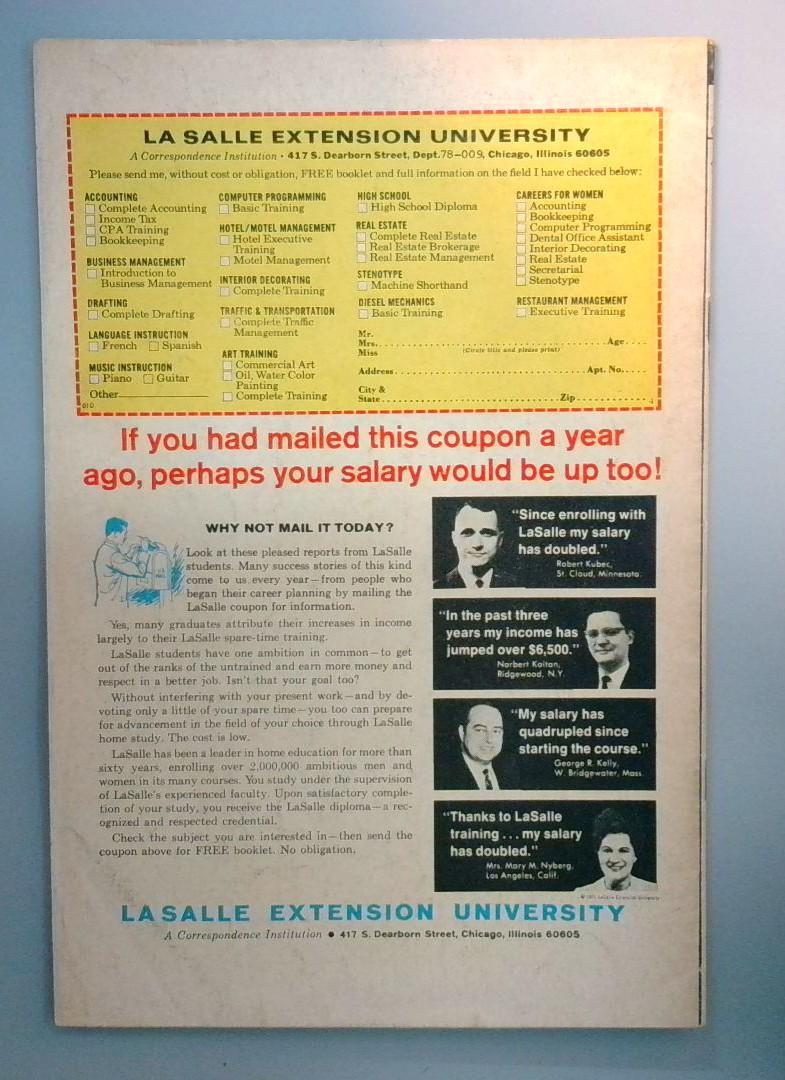 LA SALLE EXTENSION UNIVERSITY
A Correspondence Institution • 417 S. Dearborn Street, Dept.78-009, Chicago, Illinois 60605
Please send me, without cost or obligation, FREE booklet and full information on the field I have checked below:
ACCOUNTING
Complete Accounting
Income Tax
CPA Training
Bookkeeping
BUSINESS MANAGEMENT
Introduction to
Business Management
DRAFTING
Complete Drafting
LANGUAGE INSTRUCTION
French Spanish
MUSIC INSTRUCTION
Piano Guitar
Other
010
COMPUTER PROGRAMMING
Basic Training
HOTEL/MOTEL MANAGEMENT
Hotel Executive
Training
Motel Management
INTERIOR DECORATING
Complete Training
TRAFFIC & TRANSPORTATION
Complete Traffic
Management
ART TRAINING
Commercial Art
Oil, Water Color
Painting
Complete Training
HIGH SCHOOL
High School Diploma
REAL ESTATE
Complete Real Estate
Real Estate Brokerage
Real Estate Management
STENOTYPE
Machine Shorthand
DIESEL MECHANICS
Basic Training
CAREERS FOR WOMEN
Accounting
Bookkeeping
Computer Programming
Dental Office Assistant
Interior Decorating
Real Estate
Secretarial
Stenotype
RESTAURANT MANAGEMENT
Executive Training
Mr.
Mrs. Age
Miss (Circle title and please print)
Address Apt. No.
City &
State Zip
If you had mailed this coupon a year
ago, perhaps your salary would be up too!
WHY NOT MAIL IT TODAY?
Look at these pleased reports from LaSalle
students. Many success stories of this kind
come to us every year—from people who
began their career planning by mailing the
LaSalle coupon for information.
Yes, many graduates attribute their increases in income
largely to their LaSalle spare-time training.
LaSalle students have one ambition in common—to get
out of the ranks of the untrained and earn more money and
respect in a better job. Isn't that your goal too?
Without interfering with your present work—and by de-
voting only a little of your spare time—you too can prepare
for advancement in the field of your choice through LaSalle
home study. The cost is low.
LaSalle has been a leader in home education for more than
sixty years, enrolling over 2,000,000 ambitious men and
women in its many courses. You study under the supervision
of LaSalle's experienced faculty. Upon satisfactory comple-
tion of your study, you receive the LaSalle diploma—a rec-
ognized and respected credential.
Check the subject you are interested in—then send the
coupon above for FREE booklet. No obligation.
"Since enrolling with
LaSalle my salary
has doubled."
Robert Kubec,
St. Cloud, Minnesota.
"In the past three
years my income has
jumped over $6,500."
Norbert Kaitan,
Ridgewood, N.Y.
"My salary has
quadrupled since
starting the course."
George R. Kelly,
W. Bridgewater, Mass.
"Thanks to LaSalle
training . . . my salary
has doubled."
Mrs. Mary M. Nyberg,
Los Angeles, Calif.
LaSalle Extension University
LASALLE EXTENSION UNIVERSITY
A Correspondence Institution ● 417 S. Dearborn Street, Chicago, Illinois 60605